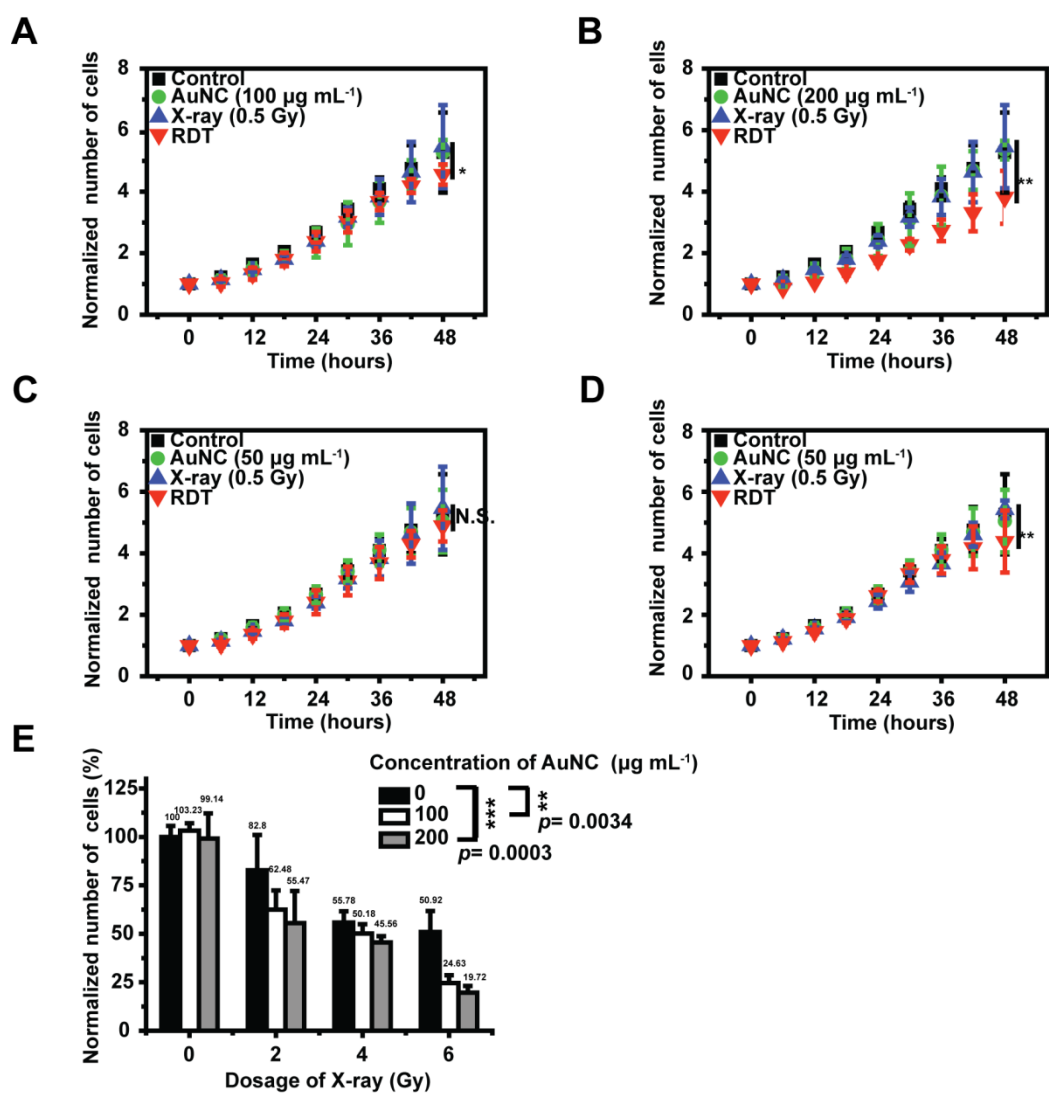 A
Normalized number of cells
8
6
4
2
0
Control
AuNC (100 µg mL⁻¹)
X-ray (0.5 Gy)
RDT
*
0 12 24 36 48
Time (hours)
B
Normalized number of ells
8
6
4
2
0
Control
AuNC (200 µg mL⁻¹)
X-ray (0.5 Gy)
RDT
**
0 12 24 36 48
Time (hours)
C
Normalized number of cells
8
6
4
2
0
Control
AuNC (50 µg mL⁻¹)
X-ray (0.5 Gy)
RDT
N.S.
0 12 24 36 48
Time (hours)
D
Normalized number of cells
8
6
4
2
0
Control
AuNC (50 µg mL⁻¹)
X-ray (0.5 Gy)
RDT
**
0 12 24 36 48
Time (hours)
E
Normalized number of cells (%)
125
100
75
50
25
0
Concentration of AuNC (µg mL⁻¹)
0
100
200
***
**
p= 0.0034
p= 0.0003
100 103.23 99.14
82.8 62.48 55.47
55.78 50.18 45.56
50.92 24.63 19.72
0 2 4 6
Dosage of X-ray (Gy)